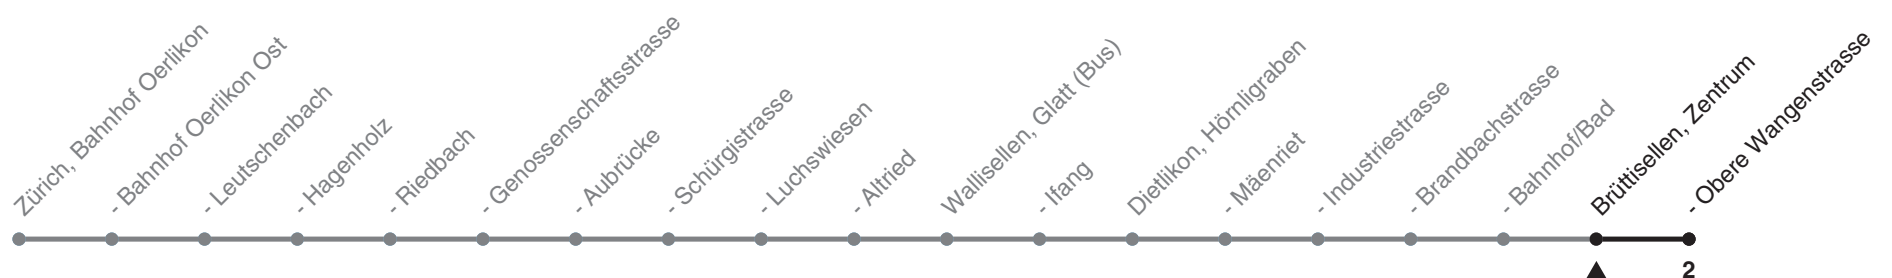 Zürich, Bahnhof Oerlikon
- Bahnhof Oerlikon Ost
- Leutschenbach
- Hagenholz
- Riedbach
- Genossenschaftsstrasse
- Aubrücke
- Schürgistrasse
- Luchswiesen
- Altried
Wallisellen, Glatt (Bus)
- Ifang
Dietlikon, Hörnligraben
- Mäenriet
- Industriestrasse
- Brandbachstrasse
- Bahnhof/Bad
Brüttisellen, Zentrum
- Obere Wangenstrasse
2